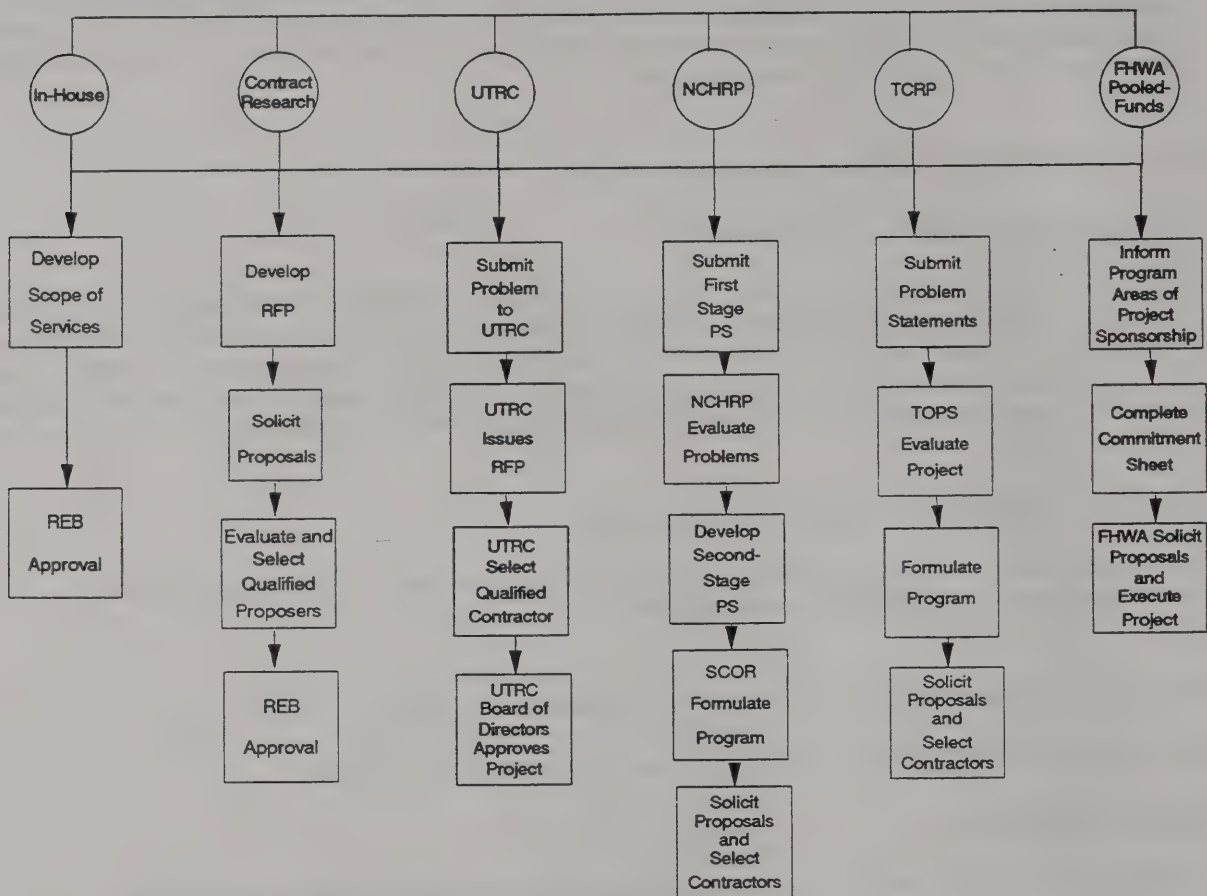 In-House
Contract
Research
UTRC
NCHRP
TCRP
FHWA
Pooled-
Funds
Develop
Scope of
Services
REB
Approval
Develop
RFP
Solicit
Proposals
Evaluate and
Select
Qualified
Proposers
REB
Approval
Submit
Problem
to
UTRC
UTRC
Issues
RFP
UTRC
Select
Qualified
Contractor
UTRC
Board of
Directors
Approves
Project
Submit
First
Stage
PS
NCHRP
Evaluate
Problems
Develop
Second-
Stage
PS
SCOR
Formulate
Program
Solicit
Proposals
and
Select
Contractors
Submit
Problem
Statements
TOPS
Evaluate
Project
Formulate
Program
Solicit
Proposals
and
Select
Contractors
Inform
Program
Areas of
Project
Sponsorship
Complete
Commitment
Sheet
FHWA Solicit
Proposals
and
Execute
Project